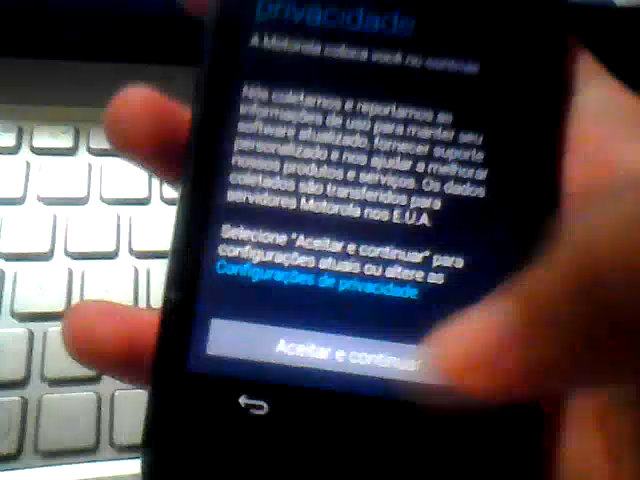 privacidade
A Motorola coloca você no controle
Nós coletamos e reportamos as
informações de uso para manter seu
software atualizado, fornecer suporte
personalizado e nos ajudar a melhorar
nossos produtos e serviços. Os dados
coletados são transferidos para
servidores Motorola nos E.U.A.
Selecione "Aceitar e continuar" para
configurações atuais ou altere as
Configurações de privacidade
Aceitar e continuar